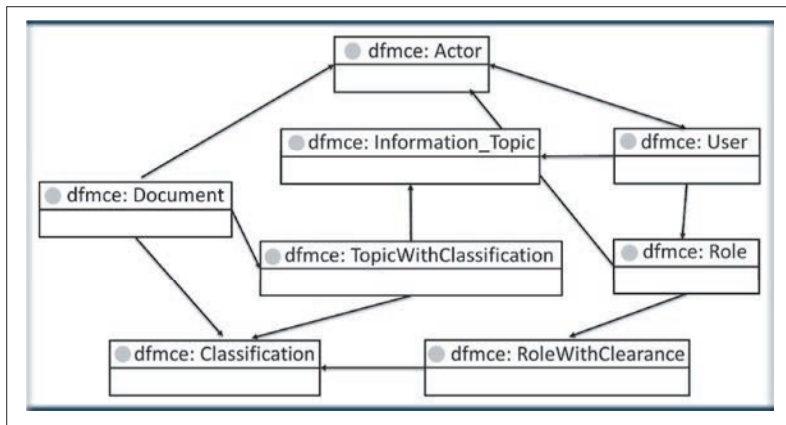 dfmce: Actor
dfmce: Information_Topic
dfmce: User
dfmce: Document
dfmce: TopicWithClassification
dfmce: Role
dfmce: Classification
dfmce: RoleWithClearance